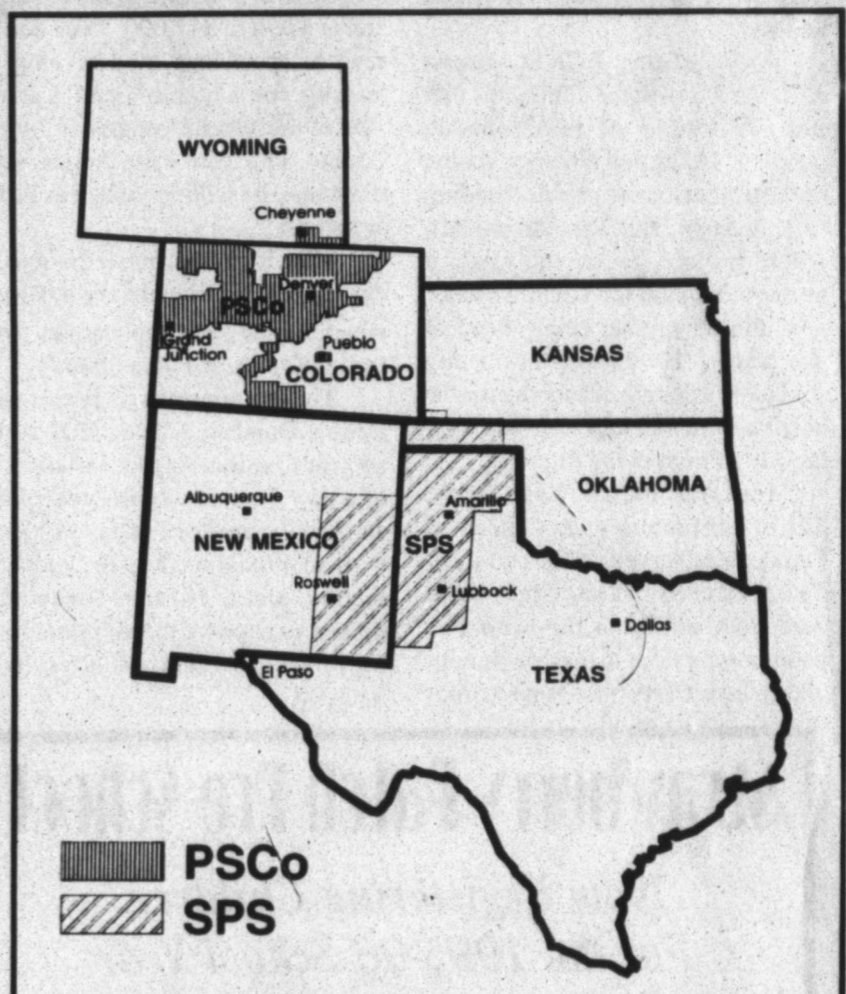 WYOMING
Cheyenne
PSCo
Denver
Grand
Junction
Pueblo
COLORADO
KANSAS
Albuquerque
NEW MEXICO
Roswell
SPS
Amarillo
Lubbock
OKLAHOMA
Dallas
El Paso
TEXAS
PSCo
SPS